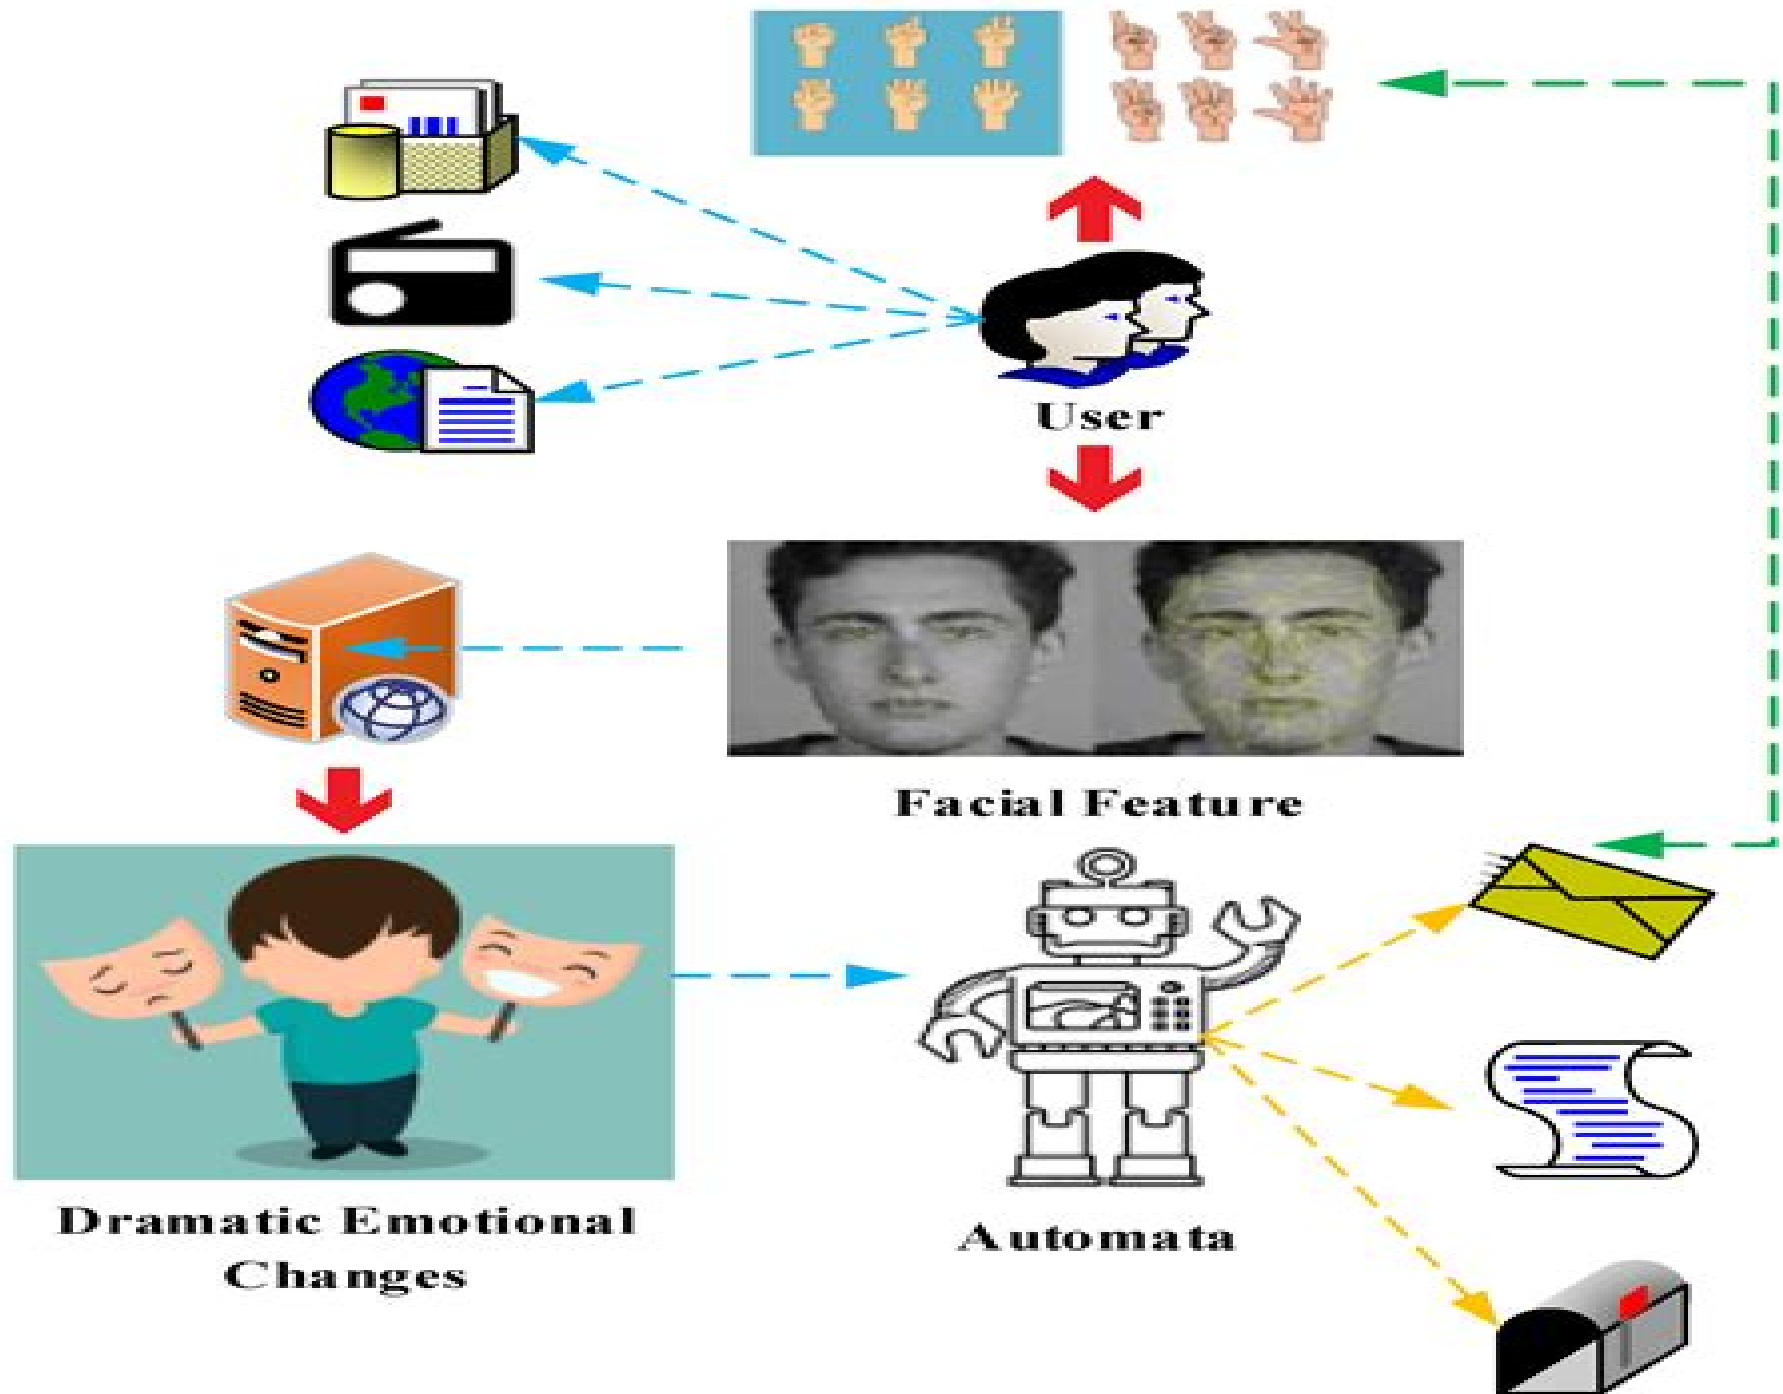 User
Facial Feature
Dramatic Emotional
Changes
Automata